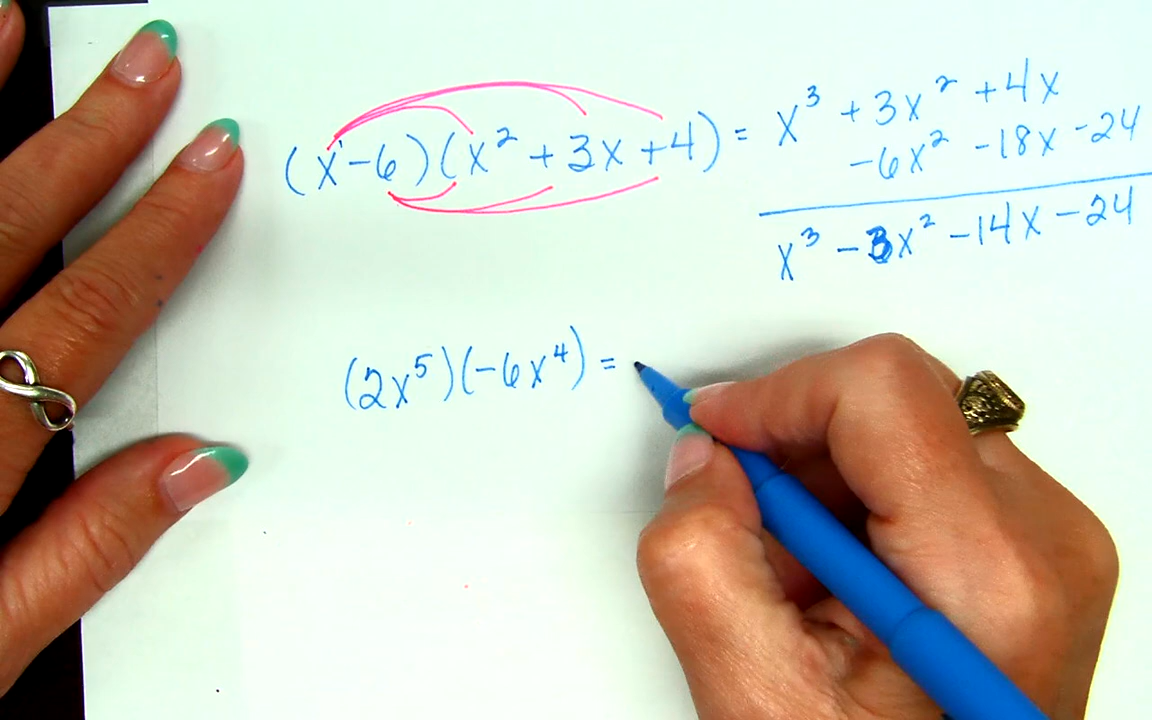 (x-6)(x² + 3x + 4) = x³ + 3x² + 4x
-6x² - 18x - 24
x³ - 3x² - 14x - 24
(2x⁵)(-6x⁴) =